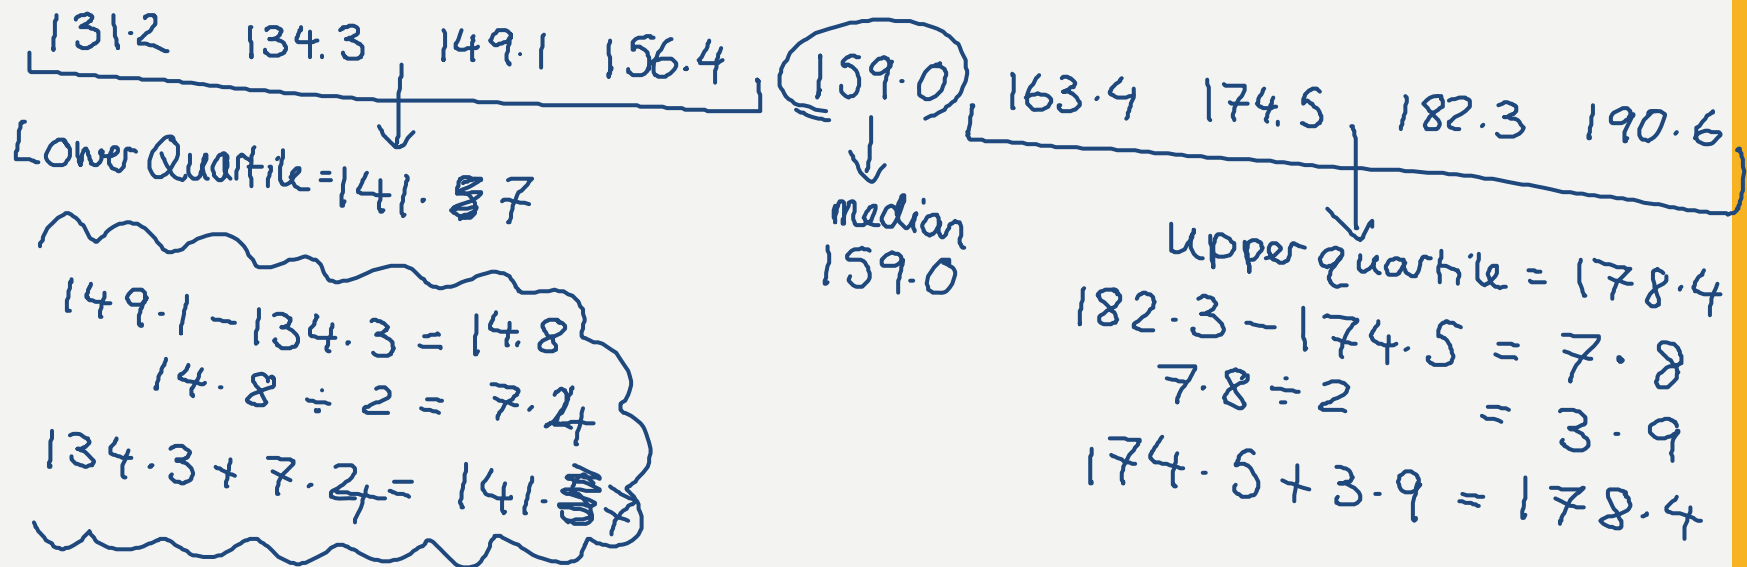 131.2 134.3 149.1 156.4 159.0 163.4 174.5 182.3 190.6
Lower Quartile = 141.7
median
159.0
upper quartile = 178.4
149.1 - 134.3 = 14.8
14.8 ÷ 2 = 7.4
134.3 + 7.4 = 141.7
182.3 - 174.5 = 7.8
7.8 ÷ 2 = 3.9
174.5 + 3.9 = 178.4